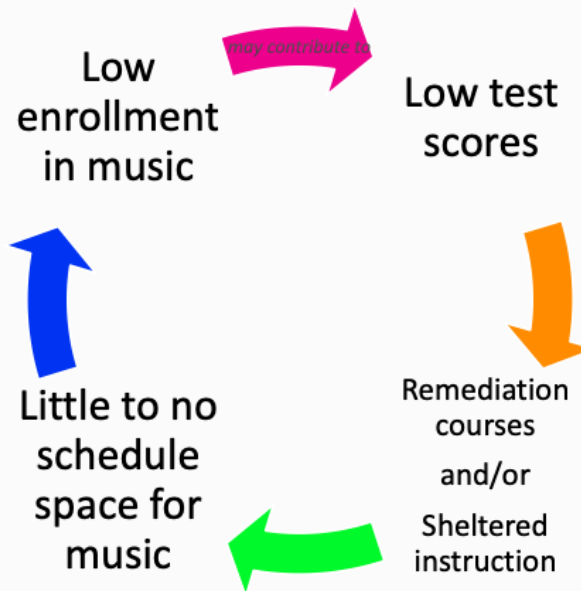 Low
enrollment
in music
may contribute to
Low test
scores
Remediation
courses
and/or
Sheltered
instruction
Little to no
schedule
space for
music